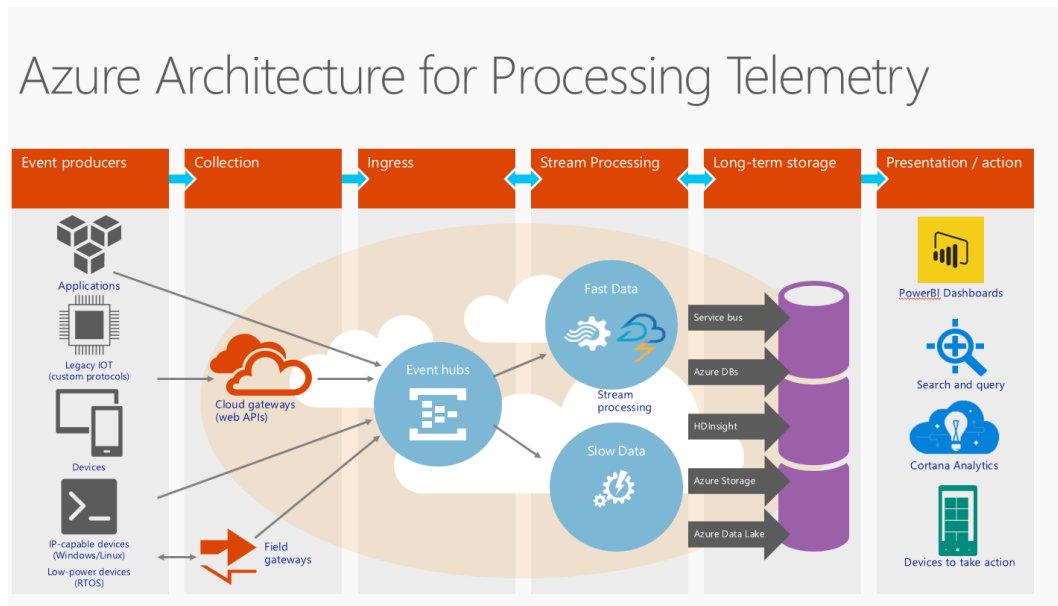 Azure Architecture for Processing Telemetry
Event producers
Collection
Ingress
Stream Processing
Long-term storage
Presentation / action
Applications
Legacy IOT
(custom protocols)
Devices
IP-capable devices
(Windows/Linux)
Low-power devices
(RTOS)
Cloud gateways
(web APIs)
Field
gateways
Event hubs
Fast Data
Stream
processing
Slow Data
Service bus
Azure DBs
HDInsight
Azure Storage
Azure Data Lake
PowerBI Dashboards
Search and query
Cortana Analytics
Devices to take action